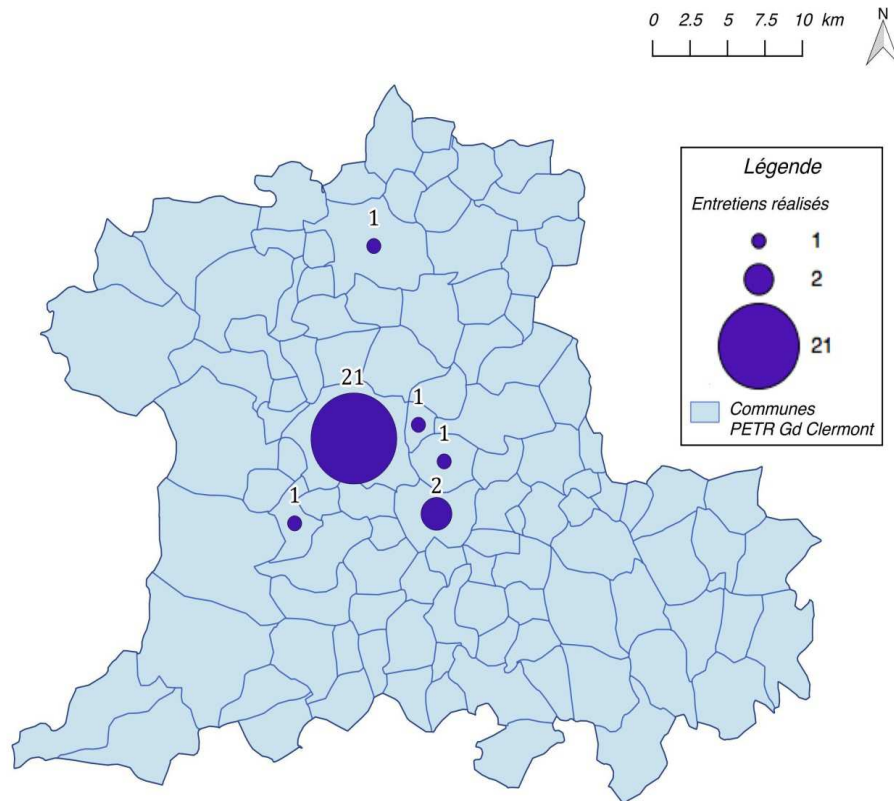 0 2.5 5 7.5 10 km
N
Légende
Entretiens réalisés
1
2
21
Communes
PETR Gd Clermont
1
21
1
1
2
1